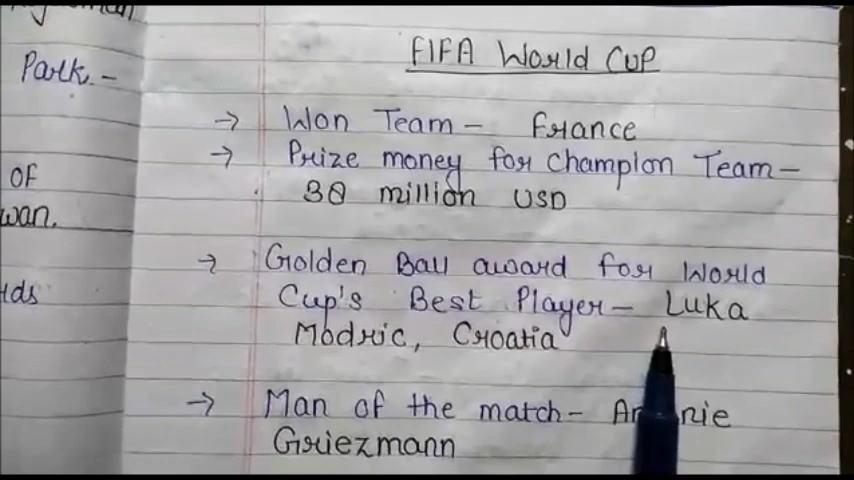 Park -
OF
wan.
FIFA World Cup
→ Won Team - France
→ Prize money for Champion Team -
38 million USD
→ Golden Ball award for World
Cup's Best Player - Luka
Modric, Croatia
→ Man of the match -
Griezmann